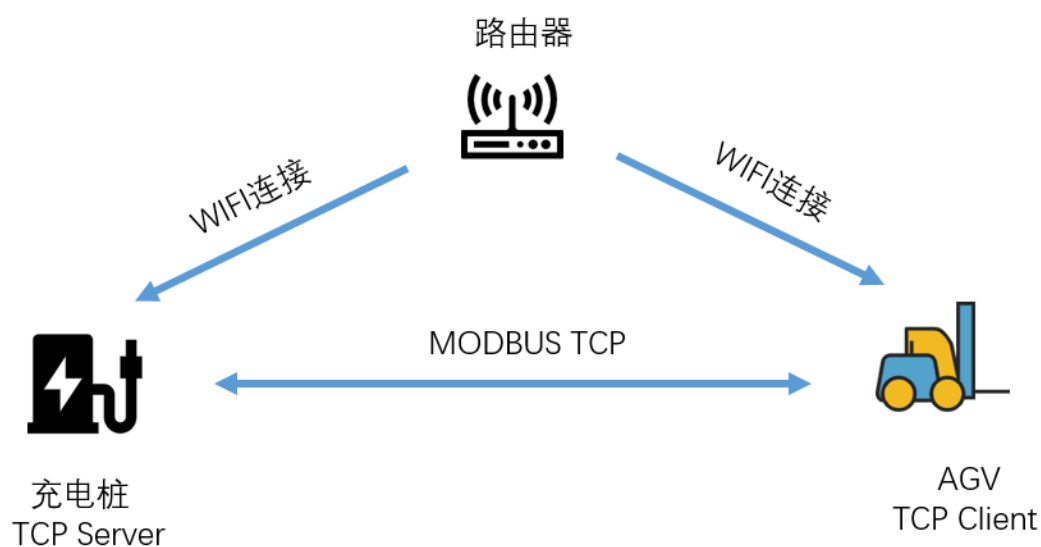 路由器
WIFI连接
WIFI连接
MODBUS TCP
充电桩
TCP Server
AGV
TCP Client